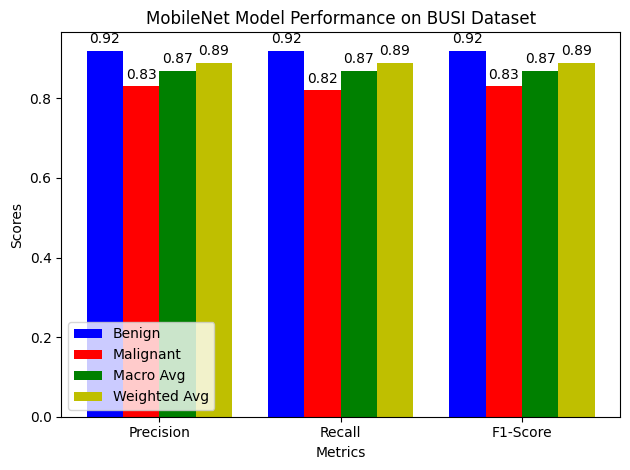 MobileNet Model Performance on BUSI Dataset
0.92 0.83 0.87 0.89 0.92 0.82 0.87 0.89 0.92 0.83 0.87 0.89
Scores
0.8
0.6
0.4
0.2
0.0
Benign
Malignant
Macro Avg
Weighted Avg
Precision Recall F1-Score
Metrics